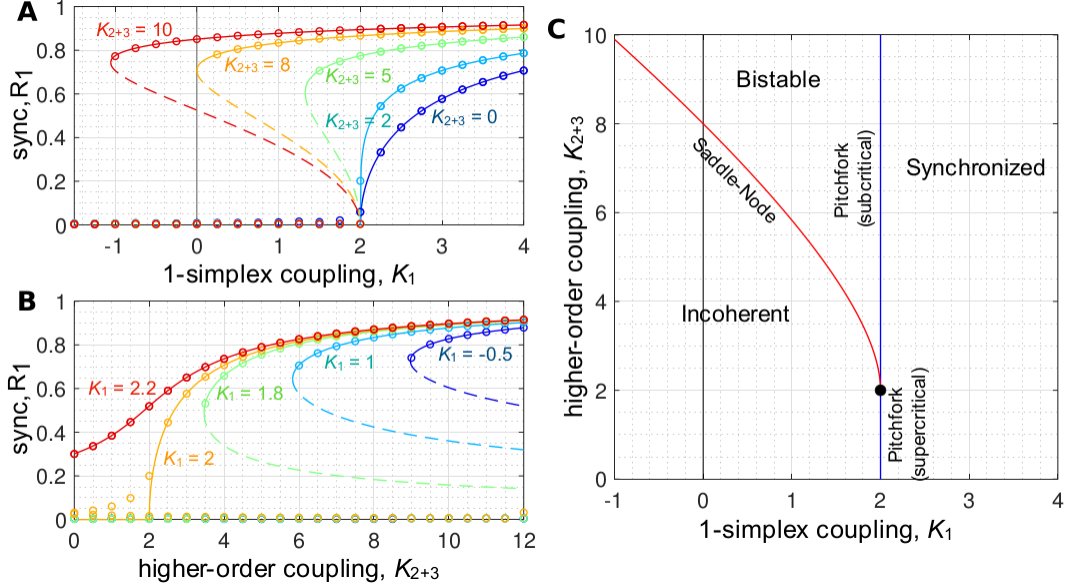 A
1
0.8
0.6
0.4
0.2
0
sync, R1
K2+3 = 10
K2+3 = 8
K2+3 = 5
K2+3 = 2
K2+3 = 0
-1
0
1
2
3
4
1-simplex coupling, K1
B
1
0.8
0.6
0.4
0.2
0
sync, R1
K1 = 2.2
K1 = 2
K1 = 1.8
K1 = 1
K1 = -0.5
0
2
4
6
8
10
12
higher-order coupling, K2+3
C
10
8
6
4
2
0
higher-order coupling, K2+3
Bistable
Saddle-Node
Pitchfork
(subcritical)
Synchronized
Incoherent
Pitchfork
(supercritical)
-1
0
1
2
3
4
1-simplex coupling, K1